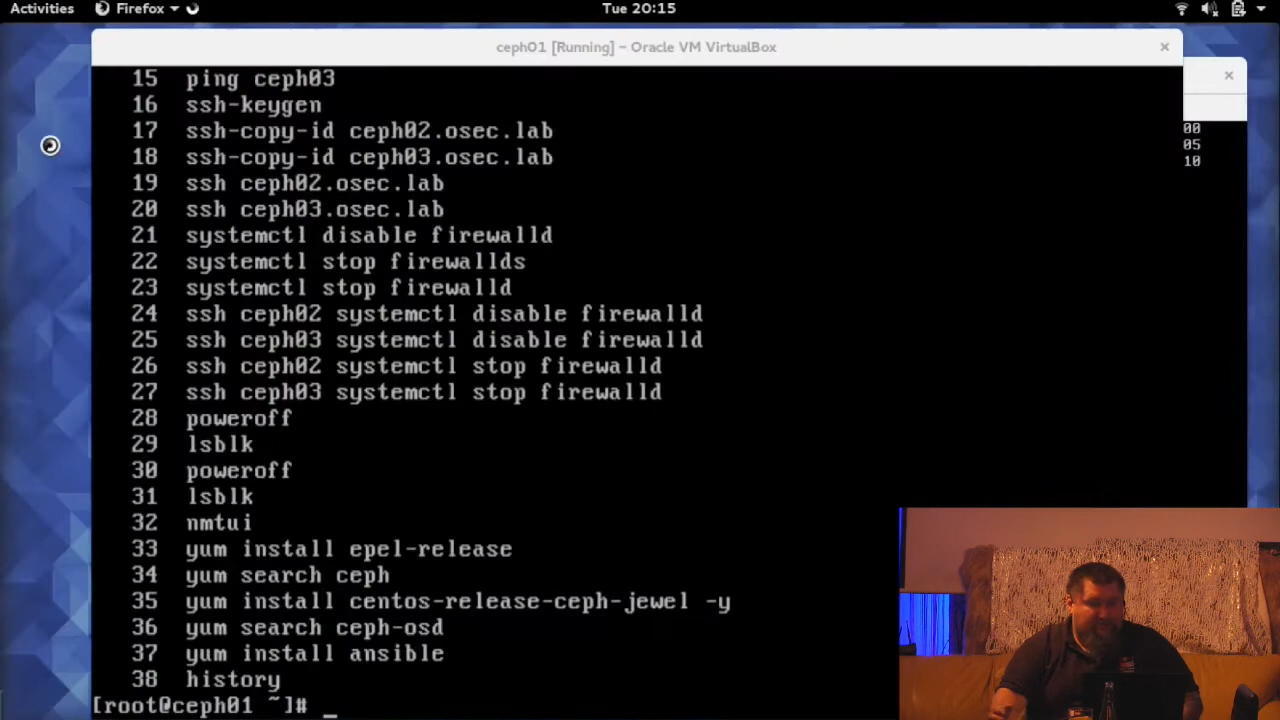 Activities Firefox Tue 20:15
ceph01 [Running] – Oracle VM VirtualBox
15 ping ceph03
16 ssh-keygen
00
17 ssh-copy-id ceph02.osec.lab
05
18 ssh-copy-id ceph03.osec.lab
10
19 ssh ceph02.osec.lab
20 ssh ceph03.osec.lab
21 systemctl disable firewalld
22 systemctl stop firewallds
23 systemctl stop firewalld
24 ssh ceph02 systemctl disable firewalld
25 ssh ceph03 systemctl disable firewalld
26 ssh ceph02 systemctl stop firewalld
27 ssh ceph03 systemctl stop firewalld
28 poweroff
29 lsblk
30 poweroff
31 lsblk
32 nmtui
33 yum install epel-release
34 yum search ceph
35 yum install centos-release-ceph-jewel -y
36 yum search ceph-osd
37 yum install ansible
38 history
[root@ceph01 ~]# _